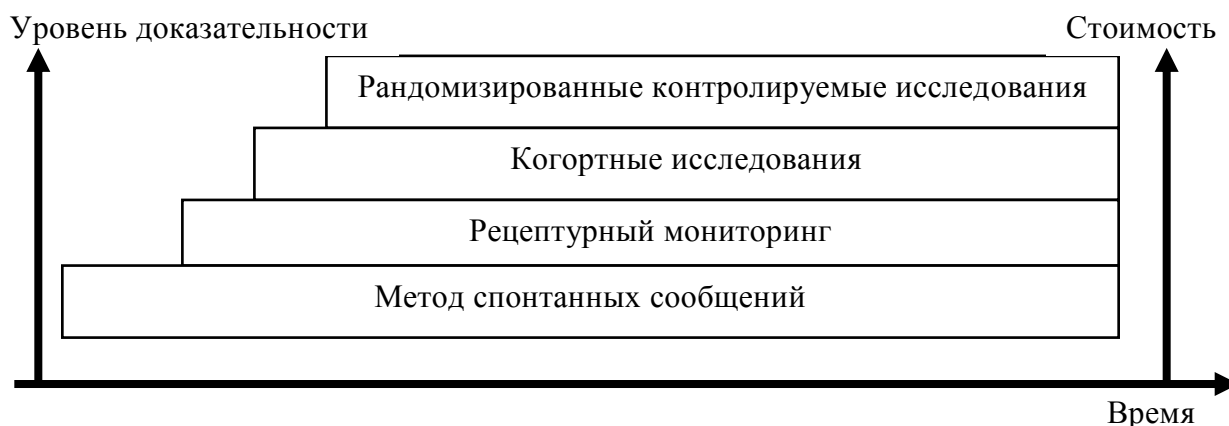 Уровень доказательности
Стоимость
Рандомизированные контролируемые исследования
Когортные исследования
Рецептурный мониторинг
Метод спонтанных сообщений
Время